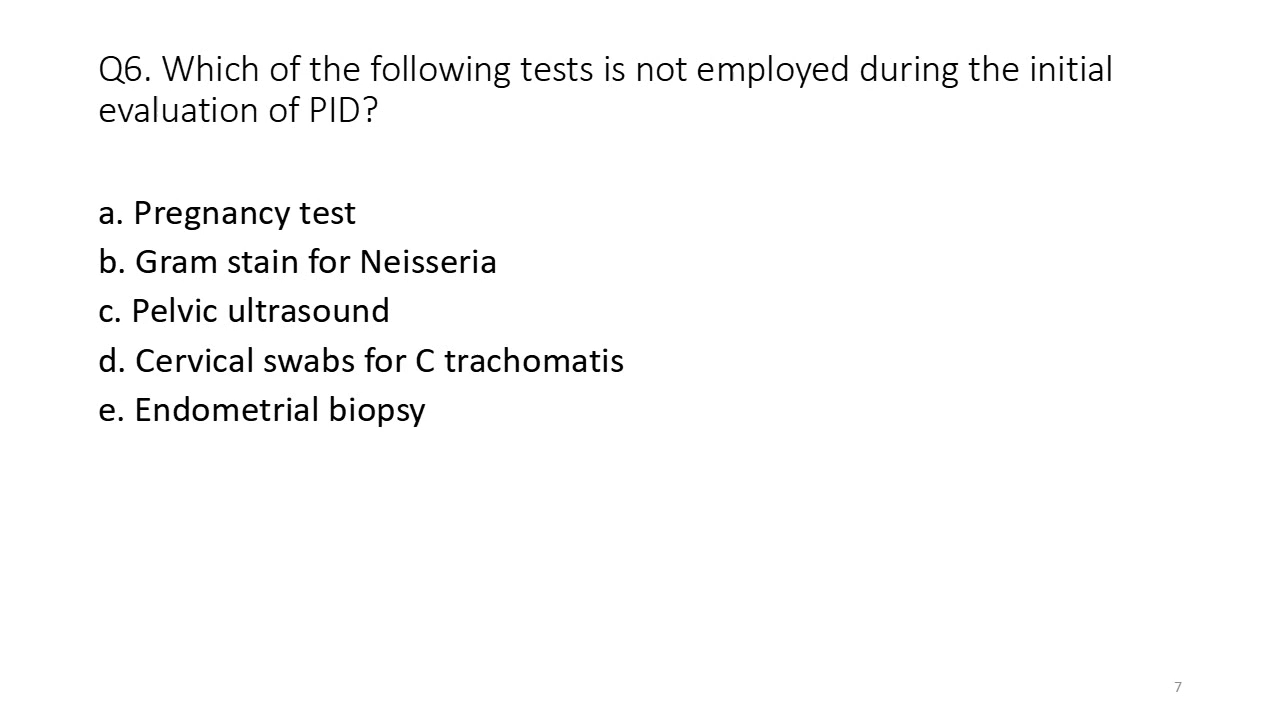 Q6. Which of the following tests is not employed during the initial
evaluation of PID?
a. Pregnancy test
b. Gram stain for Neisseria
c. Pelvic ultrasound
d. Cervical swabs for C trachomatis
e. Endometrial biopsy
7